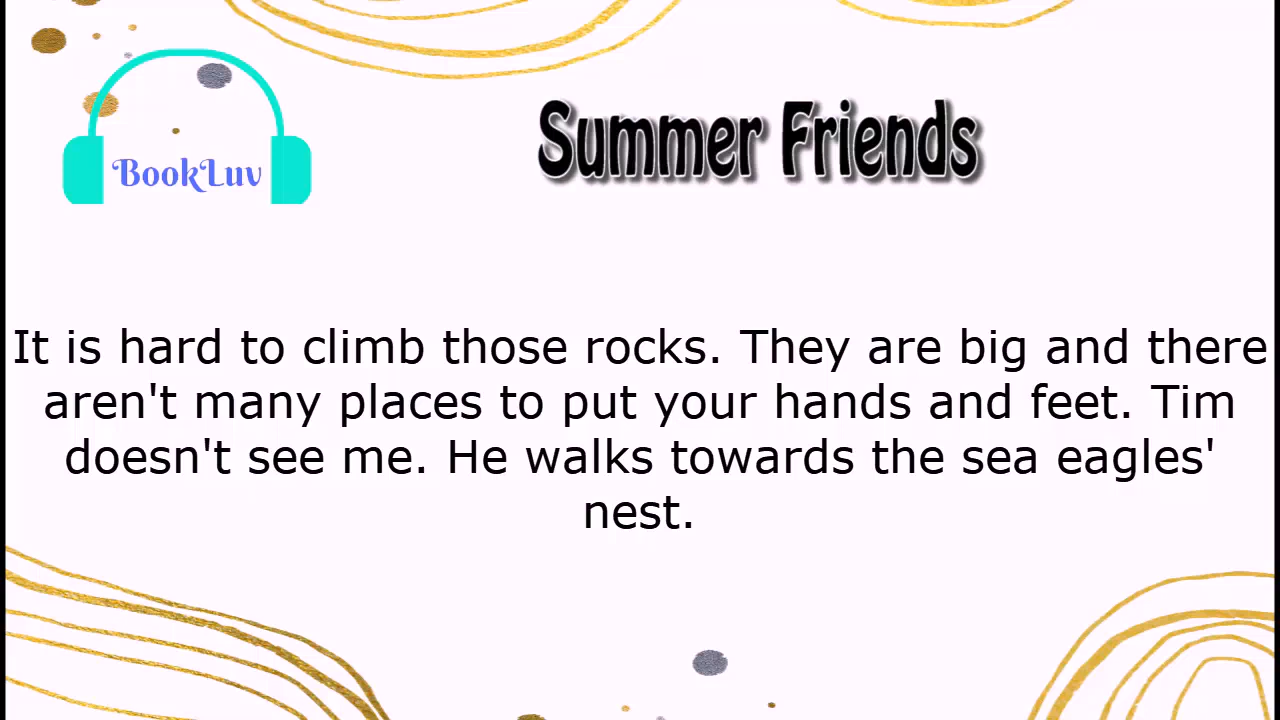 Summer Friends
BookLuv
It is hard to climb those rocks. They are big and there
aren't many places to put your hands and feet. Tim
doesn't see me. He walks towards the sea eagles'
nest.